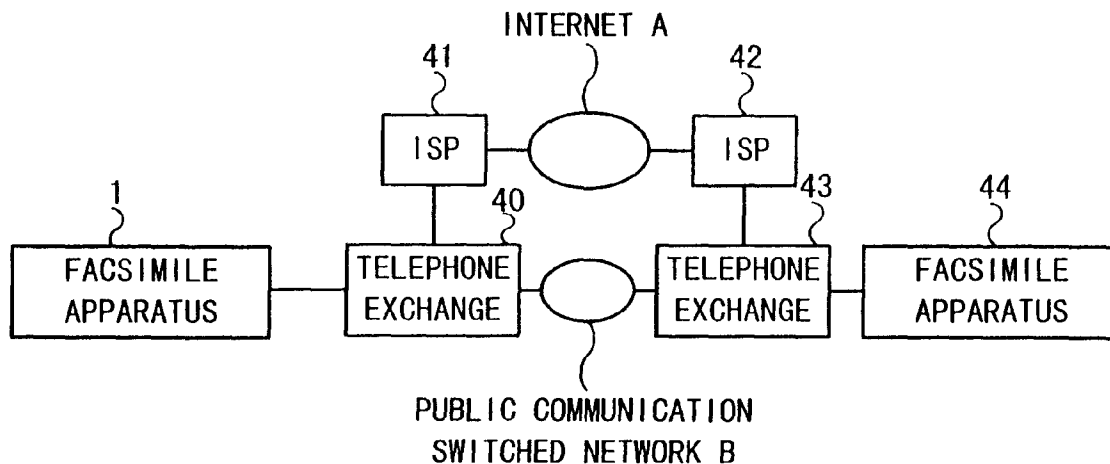 INTERNET A
41
42
ISP
ISP
1
40
43
44
FACSIMILE
APPARATUS
TELEPHONE
EXCHANGE
TELEPHONE
EXCHANGE
FACSIMILE
APPARATUS
PUBLIC COMMUNICATION
SWITCHED NETWORK B